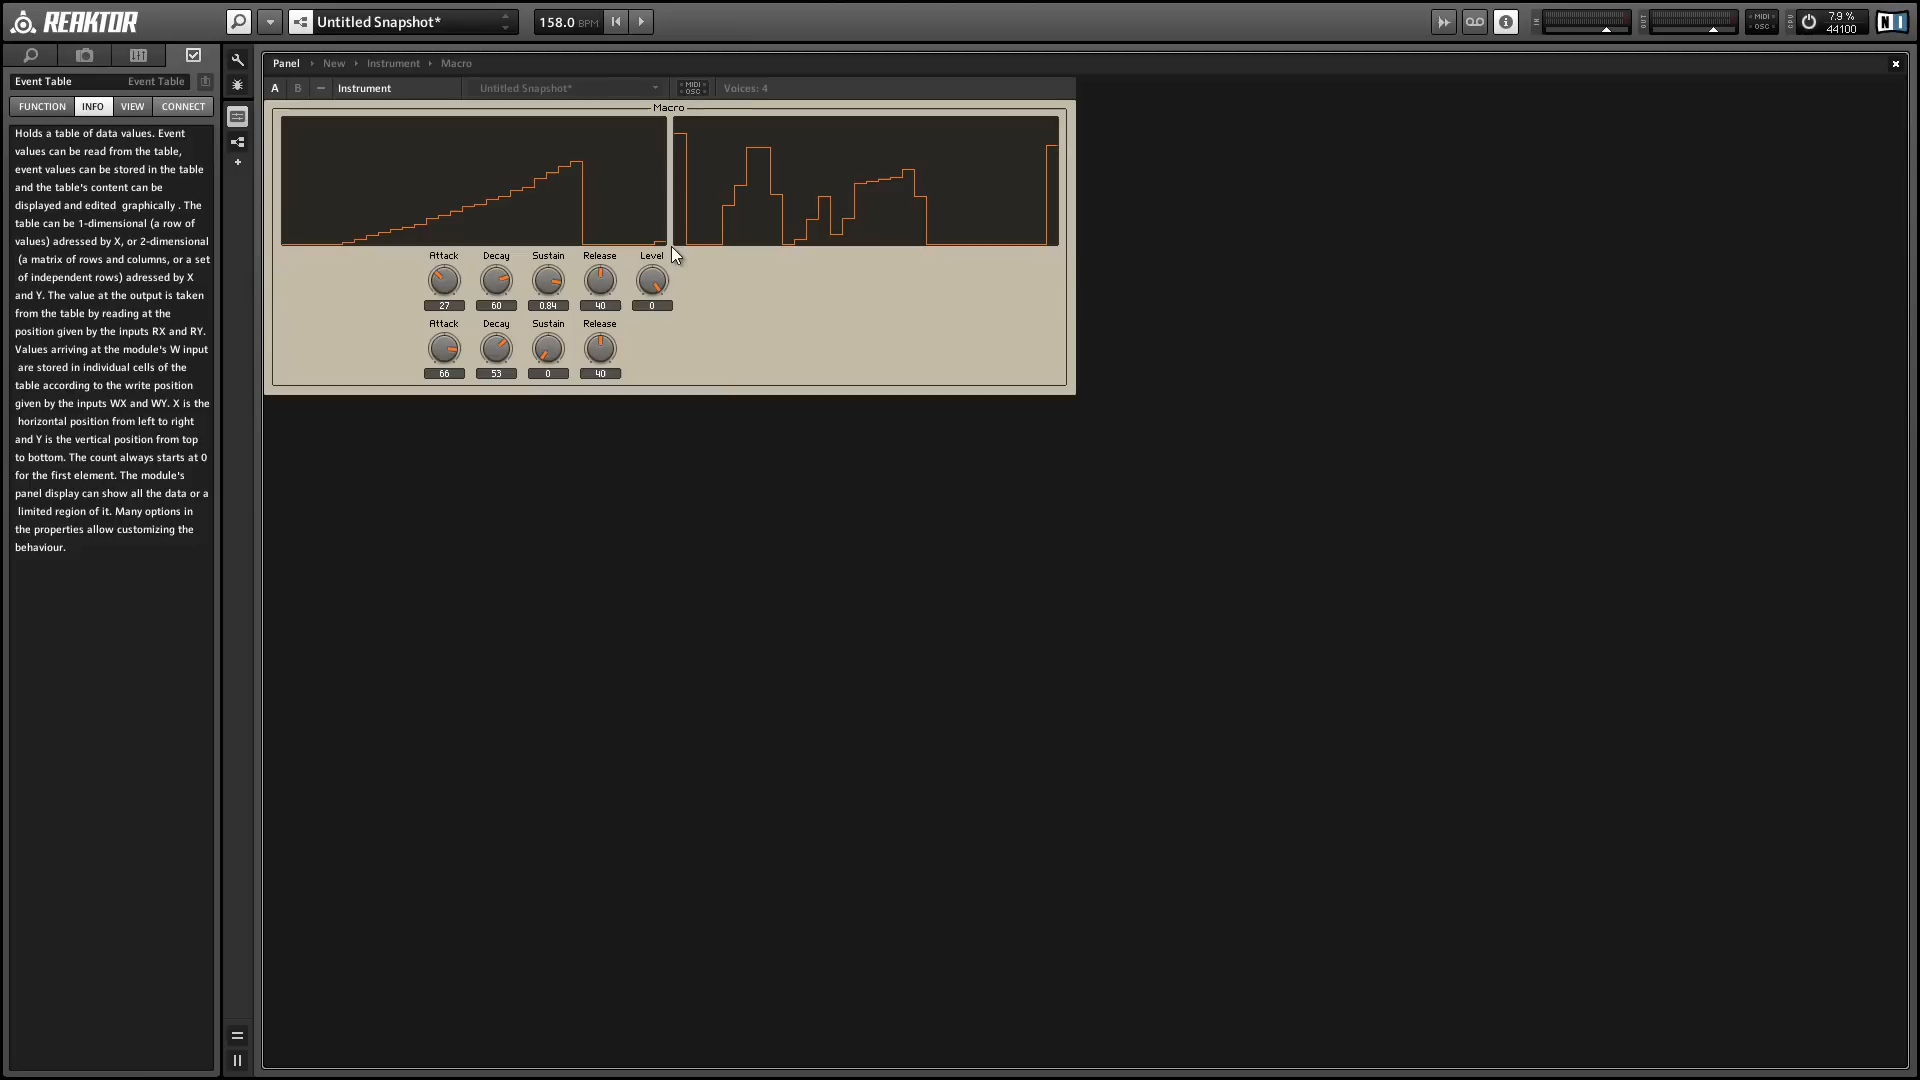 REAKTOR
Untitled Snapshot*
158.0 BPM
IN
OUT
MIDI
OSC
CPU
7.9 %
44100
Event Table
Event Table
FUNCTION
INFO
VIEW
CONNECT
Holds a table of data values. Event
values can be read from the table,
event values can be stored in the table
and the table's content can be
displayed and edited  graphically . The
table can be 1-dimensional (a row of
values) adressed by X, or 2-dimensional
(a matrix of rows and columns, or a set
of independent rows) adressed by X
and Y. The value at the output is taken
from the table by reading at the
position given by the inputs RX and RY.
Values arriving at the module's W input
are stored in individual cells of the
table according to the write position
given by the inputs WX and WY. X is the
horizontal position from left to right
and Y is the vertical position from top
to bottom. The count always starts at 0
for the first element. The module's
panel display can show all the data or a
limited region of it. Many options in
the properties allow customizing the
behaviour.
Panel
New
Instrument
Macro
A
B
Instrument
Untitled Snapshot*
MIDI
OSC
Voices: 4
Macro
Attack Decay Sustain Release Level
27 60 0.84 40 0
Attack Decay Sustain Release
66 53 0 40